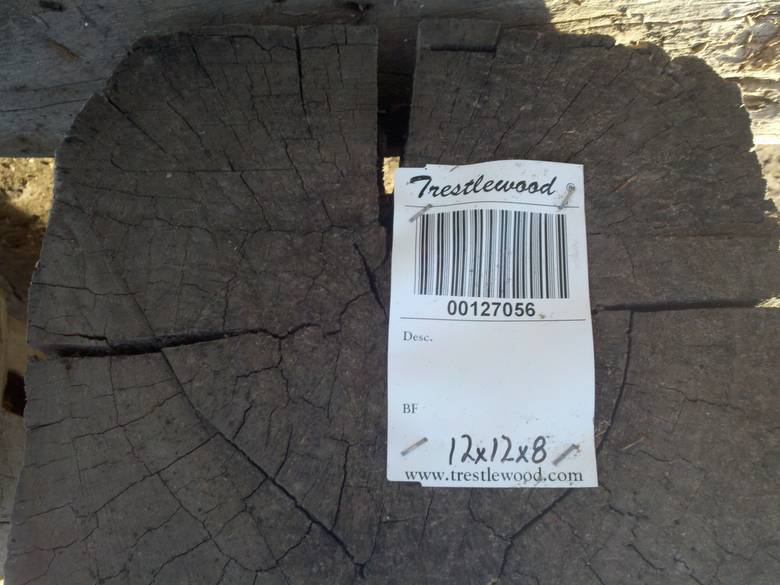 Trestlewood ®
00127056
Desc.
BF
12x12x8
www.trestlewood.com